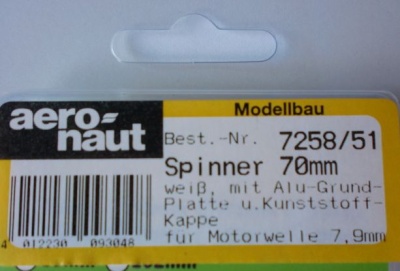 Modellbau
aero-
naut
Best.-Nr. 7258/51
Spinner 70mm
weiß, mit Alu-Grund-
Platte u.Kunststoff-
Kappe
für Motorwelle 7,9mm
4 012230 093048